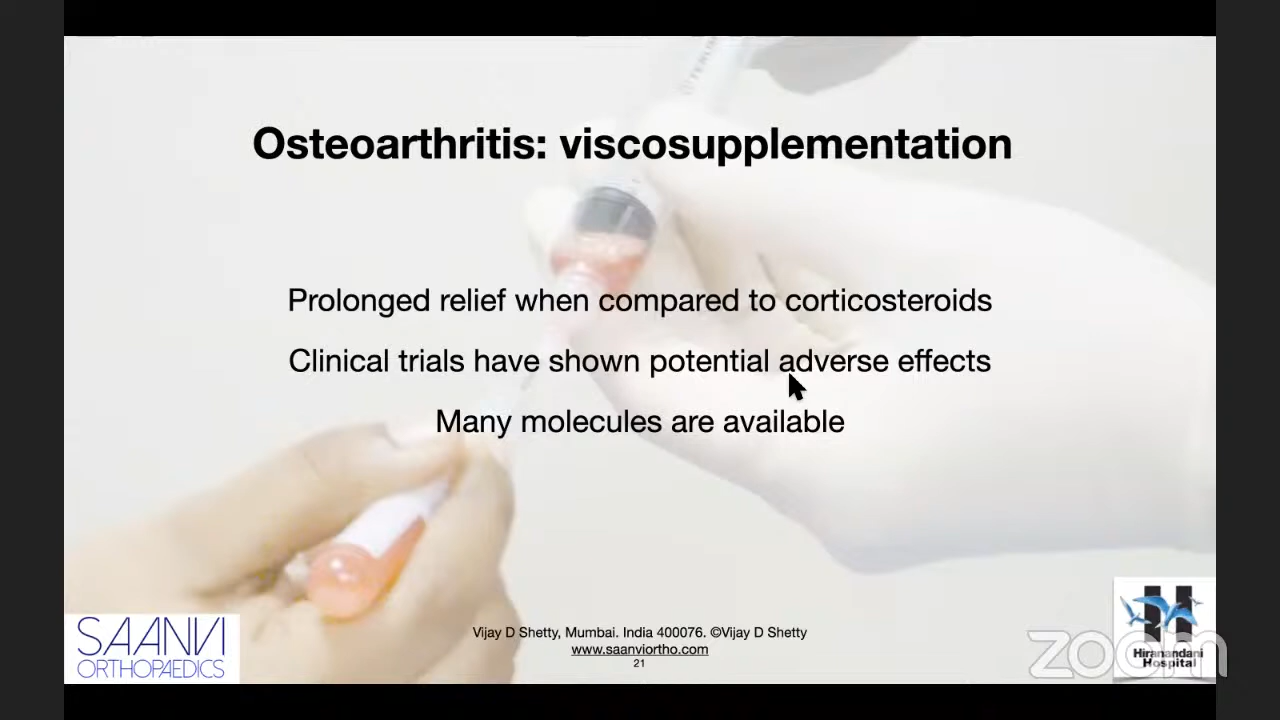 Osteoarthritis: viscosupplementation
Prolonged relief when compared to corticosteroids
Clinical trials have shown potential adverse effects
Many molecules are available
Vijay D Shetty, Mumbai. India 400076. ©Vijay D Shetty
www.saanviortho.com
21
SAANVI
ORTHOPAEDICS
H
Hiranandani
Hospital
zoom